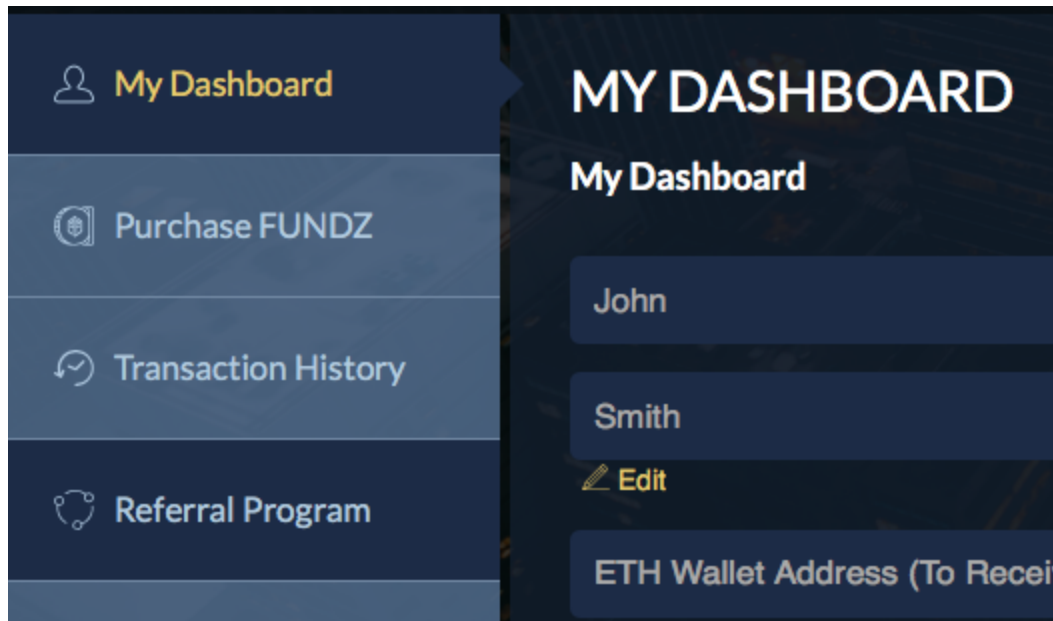 My Dashboard
Purchase FUNDZ
Transaction History
Referral Program
MY DASHBOARD
My Dashboard
John
Smith
Edit
ETH Wallet Address (To Recei